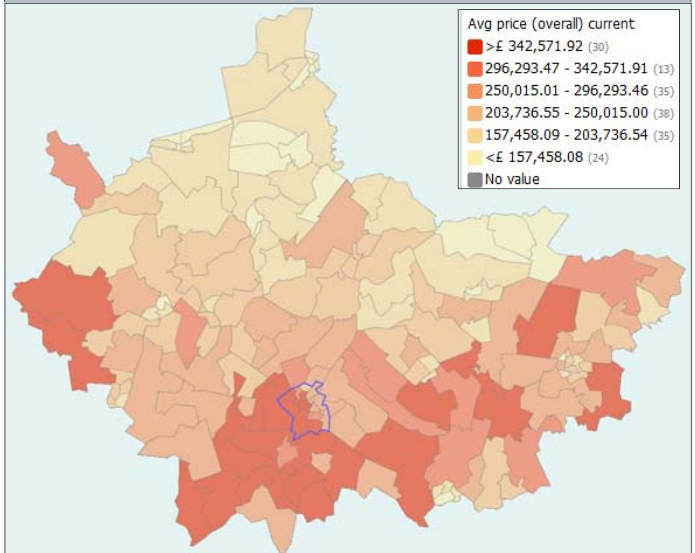 Avg price (overall) current
>£ 342,571.92 (30)
296,293.47 - 342,571.91 (13)
250,015.01 - 296,293.46 (35)
203,736.55 - 250,015.00 (38)
157,458.09 - 203,736.54 (35)
<£ 157,458.08 (24)
No value